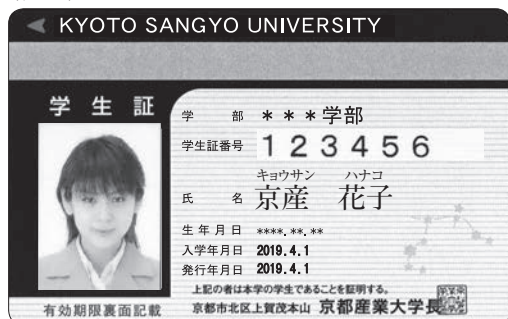 KYOTO SANGYO UNIVERSITY
学生証
学部 ***学部
学生証番号 123456
キョウサン ハナコ
氏名 京産 花子
生年月日 ****.**.**
入学年月日 2019.4.1
発行年月日 2019.4.1
上記の者は本学の学生であることを証明する。
京都市北区上賀茂本山 京都産業大学長
有効期限裏面記載